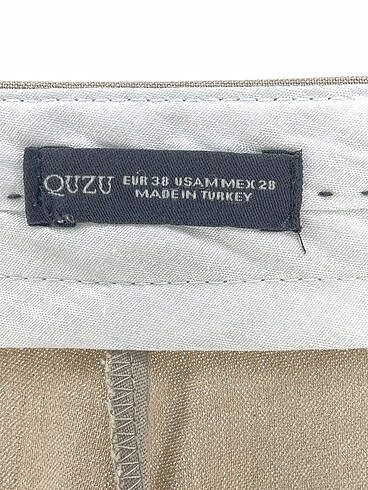 QUZU EUR 38 USAM MEX 28
MADE IN TURKEY